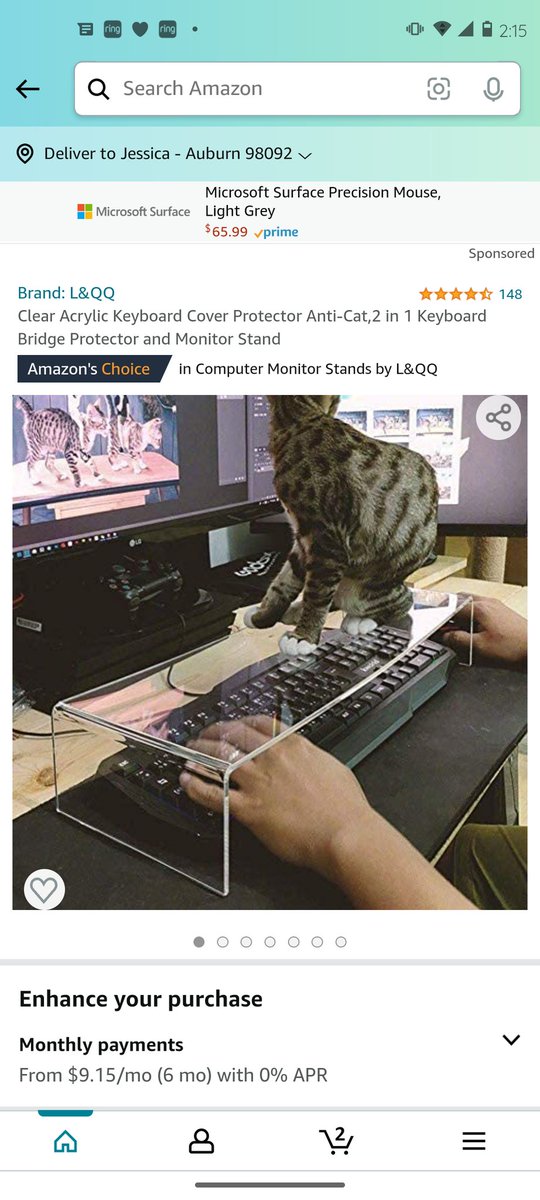 ring
ring
2:15
Search Amazon
Deliver to Jessica - Auburn 98092
Microsoft Surface
Microsoft Surface Precision Mouse,
Light Grey
$65.99 prime
Sponsored
Brand: L&QQ
148
Clear Acrylic Keyboard Cover Protector Anti-Cat,2 in 1 Keyboard
Bridge Protector and Monitor Stand
Amazon's Choice in Computer Monitor Stands by L&QQ
LG
Enhance your purchase
Monthly payments
From $9.15/mo (6 mo) with 0% APR
2